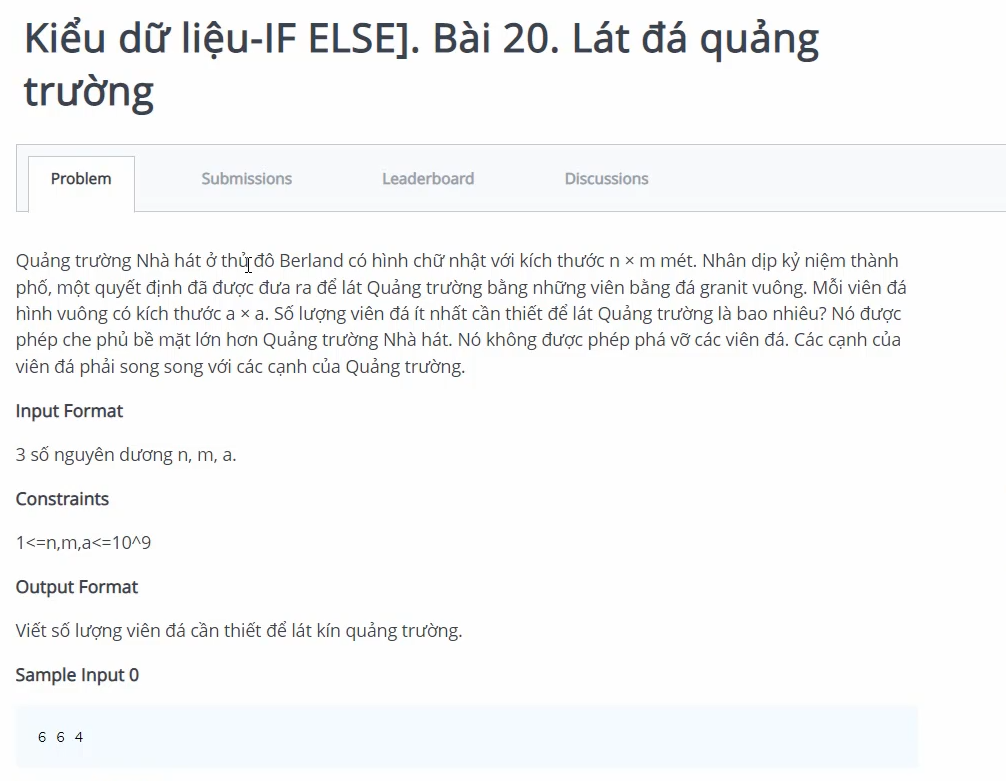 Kiểu dữ liệu-IF ELSE]. Bài 20. Lát đá quảng
trường
Problem
Submissions
Leaderboard
Discussions
Quảng trường Nhà hát ở thủ đô Berland có hình chữ nhật với kích thước n × m mét. Nhân dịp kỷ niệm thành
phố, một quyết định đã được đưa ra để lát Quảng trường bằng những viên bằng đá granit vuông. Mỗi viên đá
hình vuông có kích thước a × a. Số lượng viên đá ít nhất cần thiết để lát Quảng trường là bao nhiêu? Nó được
phép che phủ bề mặt lớn hơn Quảng trường Nhà hát. Nó không được phép phá vỡ các viên đá. Các cạnh của
viên đá phải song song với các cạnh của Quảng trường.
Input Format
3 số nguyên dương n, m, a.
Constraints
1<=n,m,a<=10^9
Output Format
Viết số lượng viên đá cần thiết để lát kín quảng trường.
Sample Input 0
6 6 4